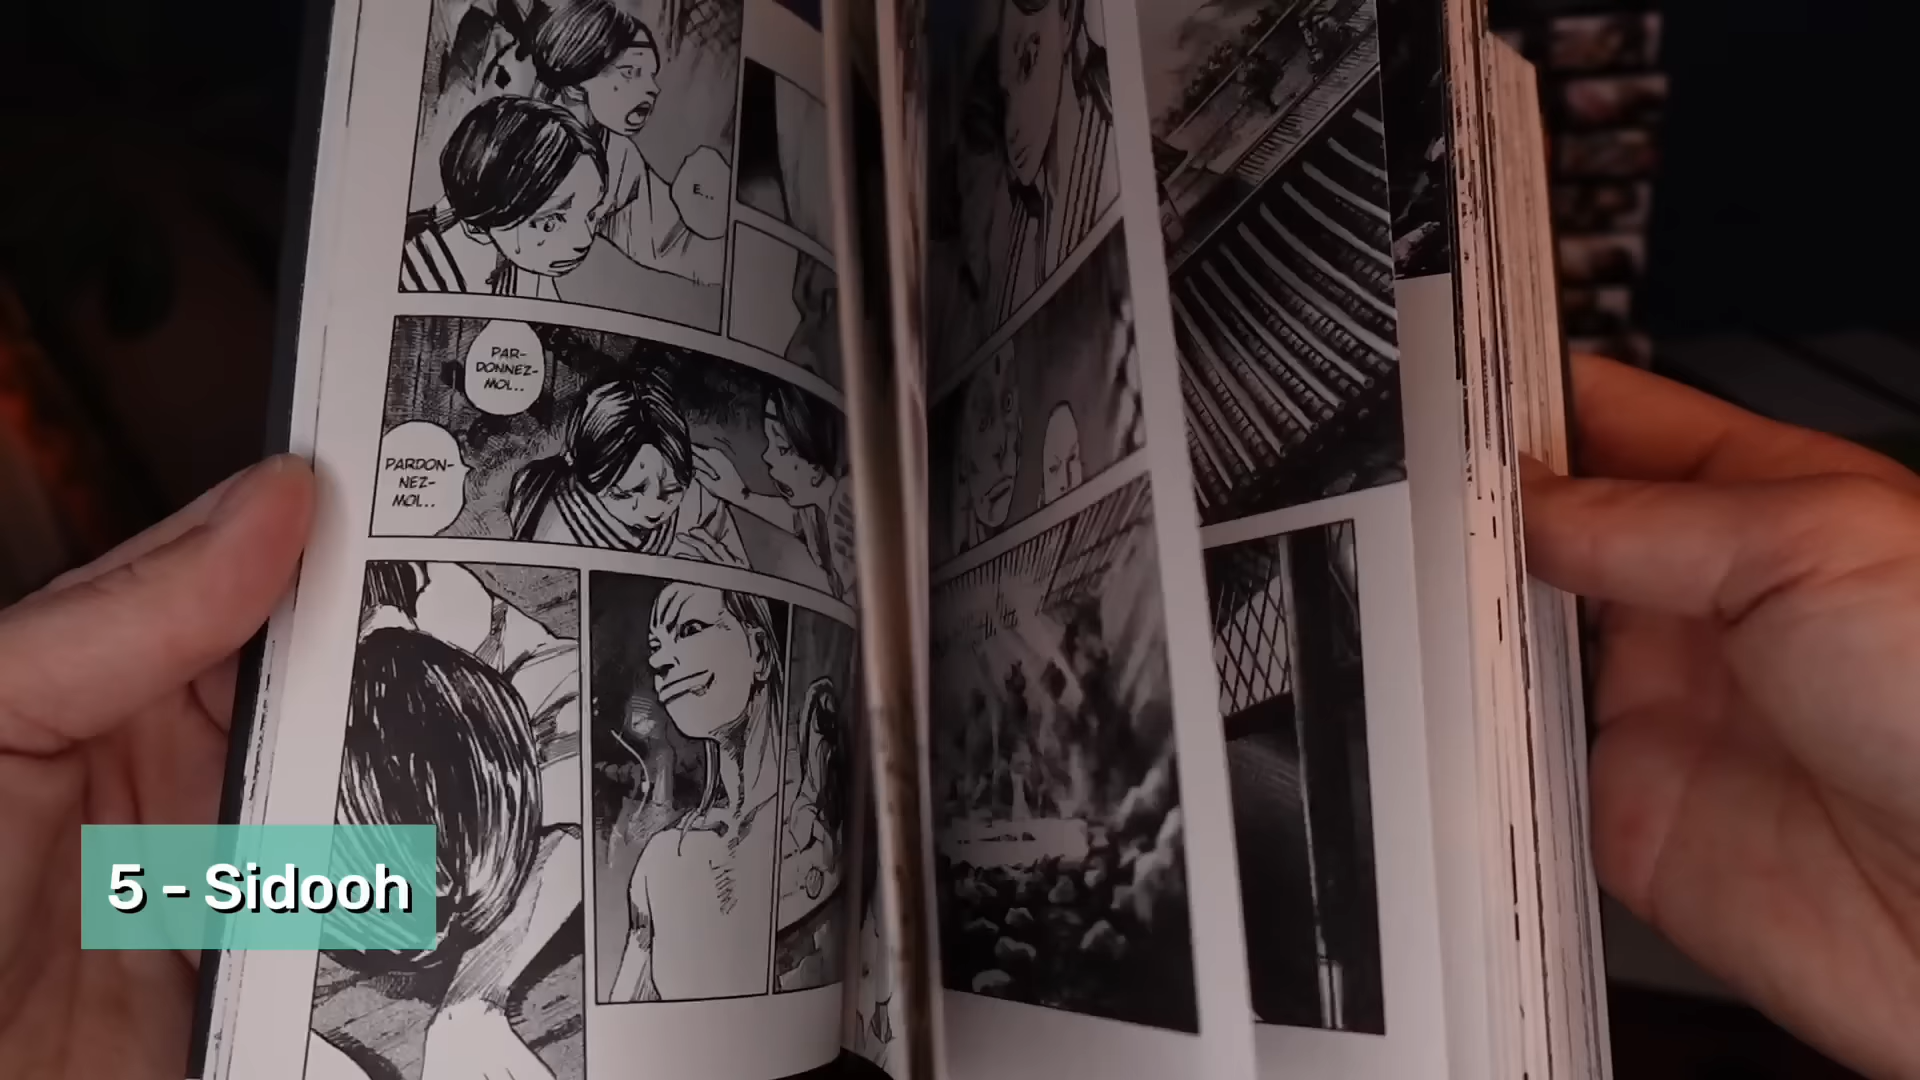 E...
PAR-
DONNEZ-
MOI...
PARDON-
NEZ-
MOI...
5 - Sidooh